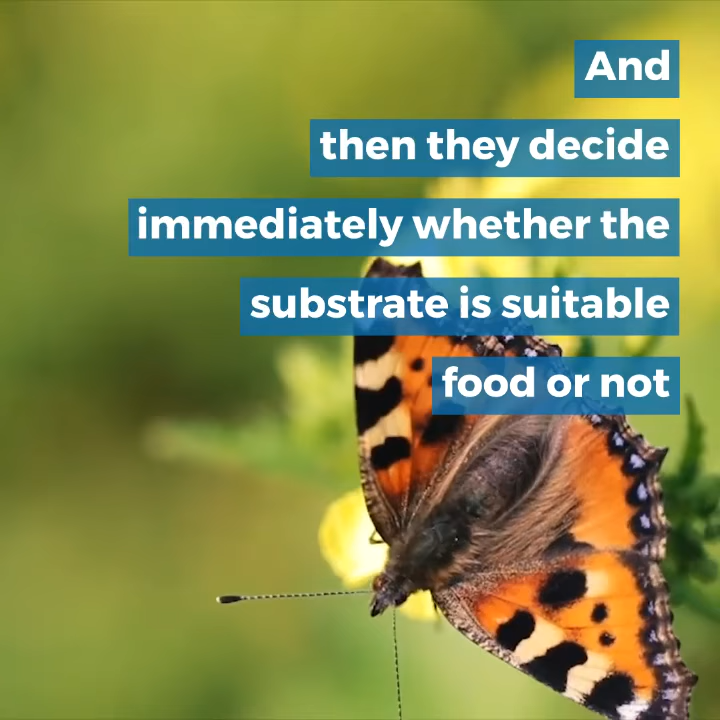 And
then they decide
immediately whether the
substrate is suitable
food or not